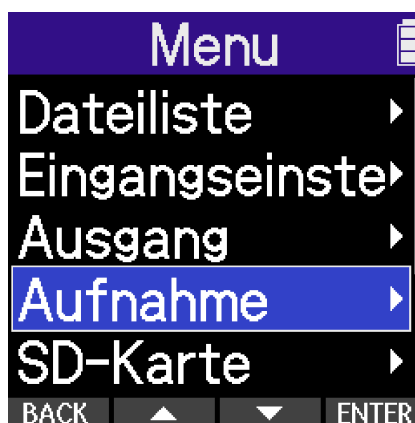 Menu
Dateiliste
Eingangseinste
Ausgang
Aufnahme
SD-Karte
BACK ENTER